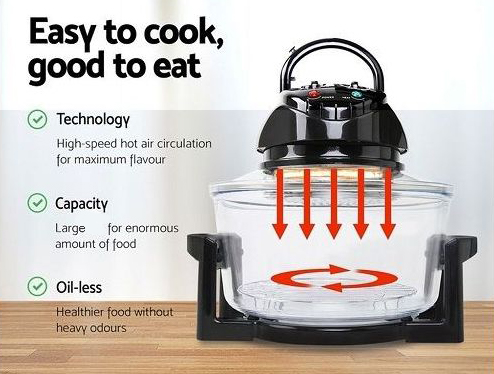 Easy to cook,
good to eat
Technology
High-speed hot air circulation
for maximum flavour
Capacity
Large for enormous
amount of food
Oil-less
Healthier food without
heavy odours